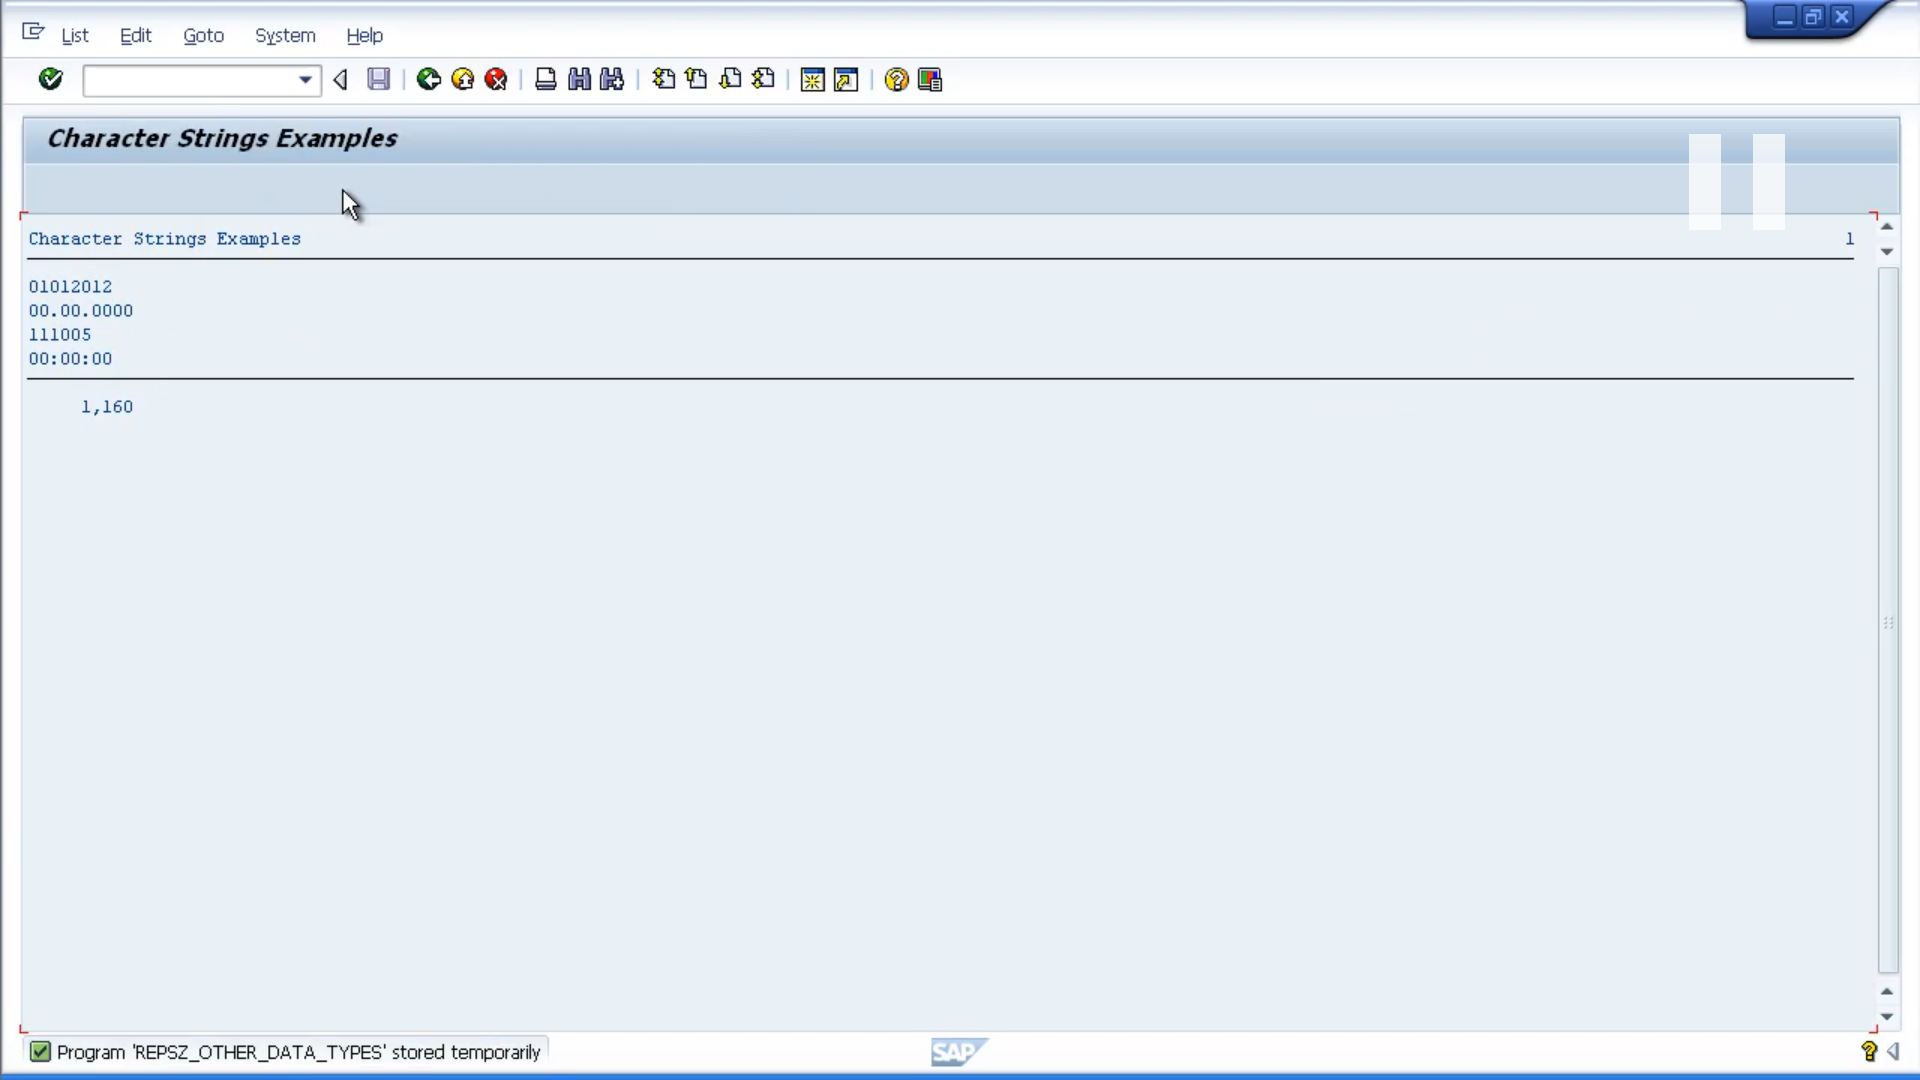 List Edit Goto System Help
Character Strings Examples
Character Strings Examples 1
01012012
00.00.0000
111005
00:00:00
1,160
Program 'REPSZ_OTHER_DATA_TYPES' stored temporarily
SAP